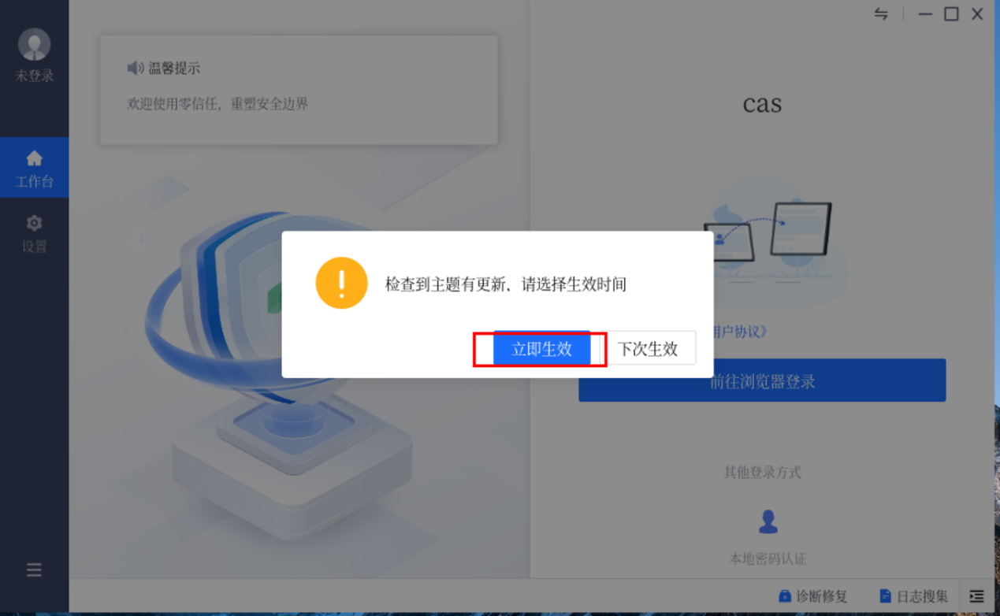 未登录
工作台
设置
温馨提示
欢迎使用零信任，重塑安全边界
cas
检查到主题有更新，请选择生效时间
立即生效
下次生效
用户协议》
前往浏览器登录
其他登录方式
本地密码认证
诊断修复
日志搜集